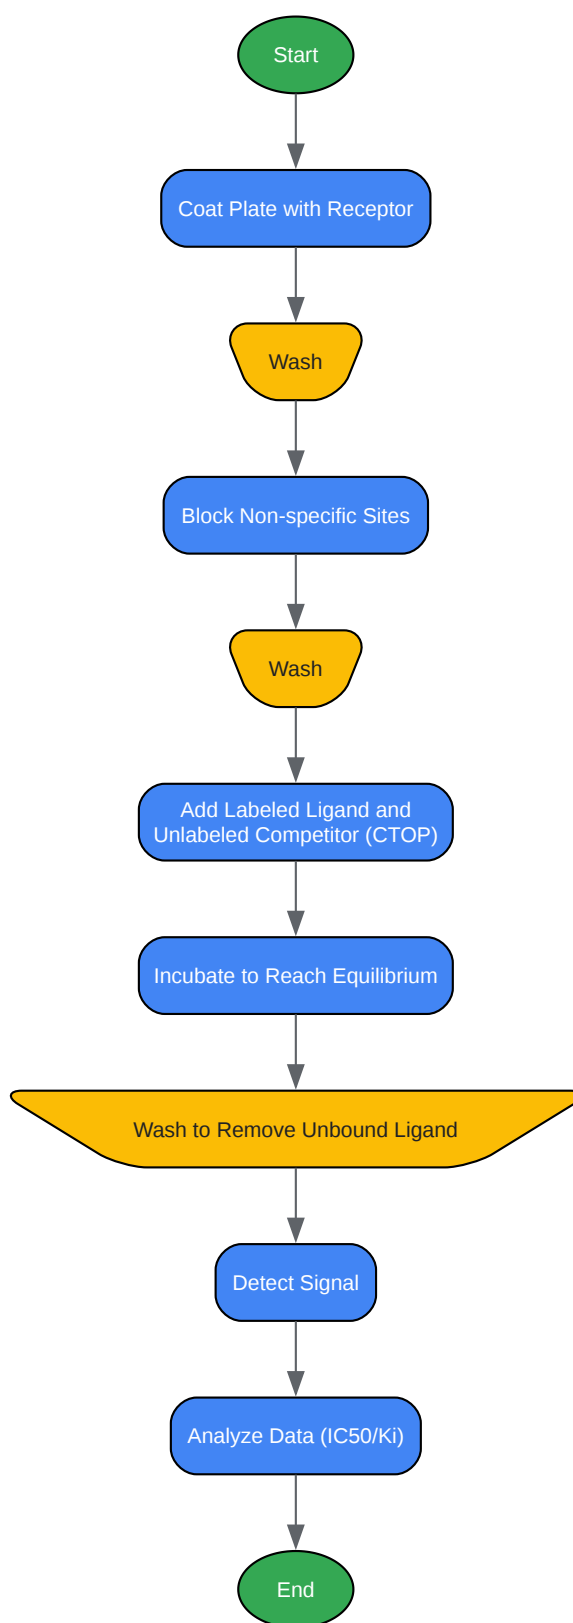 Start
Coat Plate with Receptor
Wash
Block Non-specific Sites
Wash
Add Labeled Ligand and
Unlabeled Competitor (CTOP)
Incubate to Reach Equilibrium
Wash to Remove Unbound Ligand
Detect Signal
Analyze Data (IC50/Ki)
End